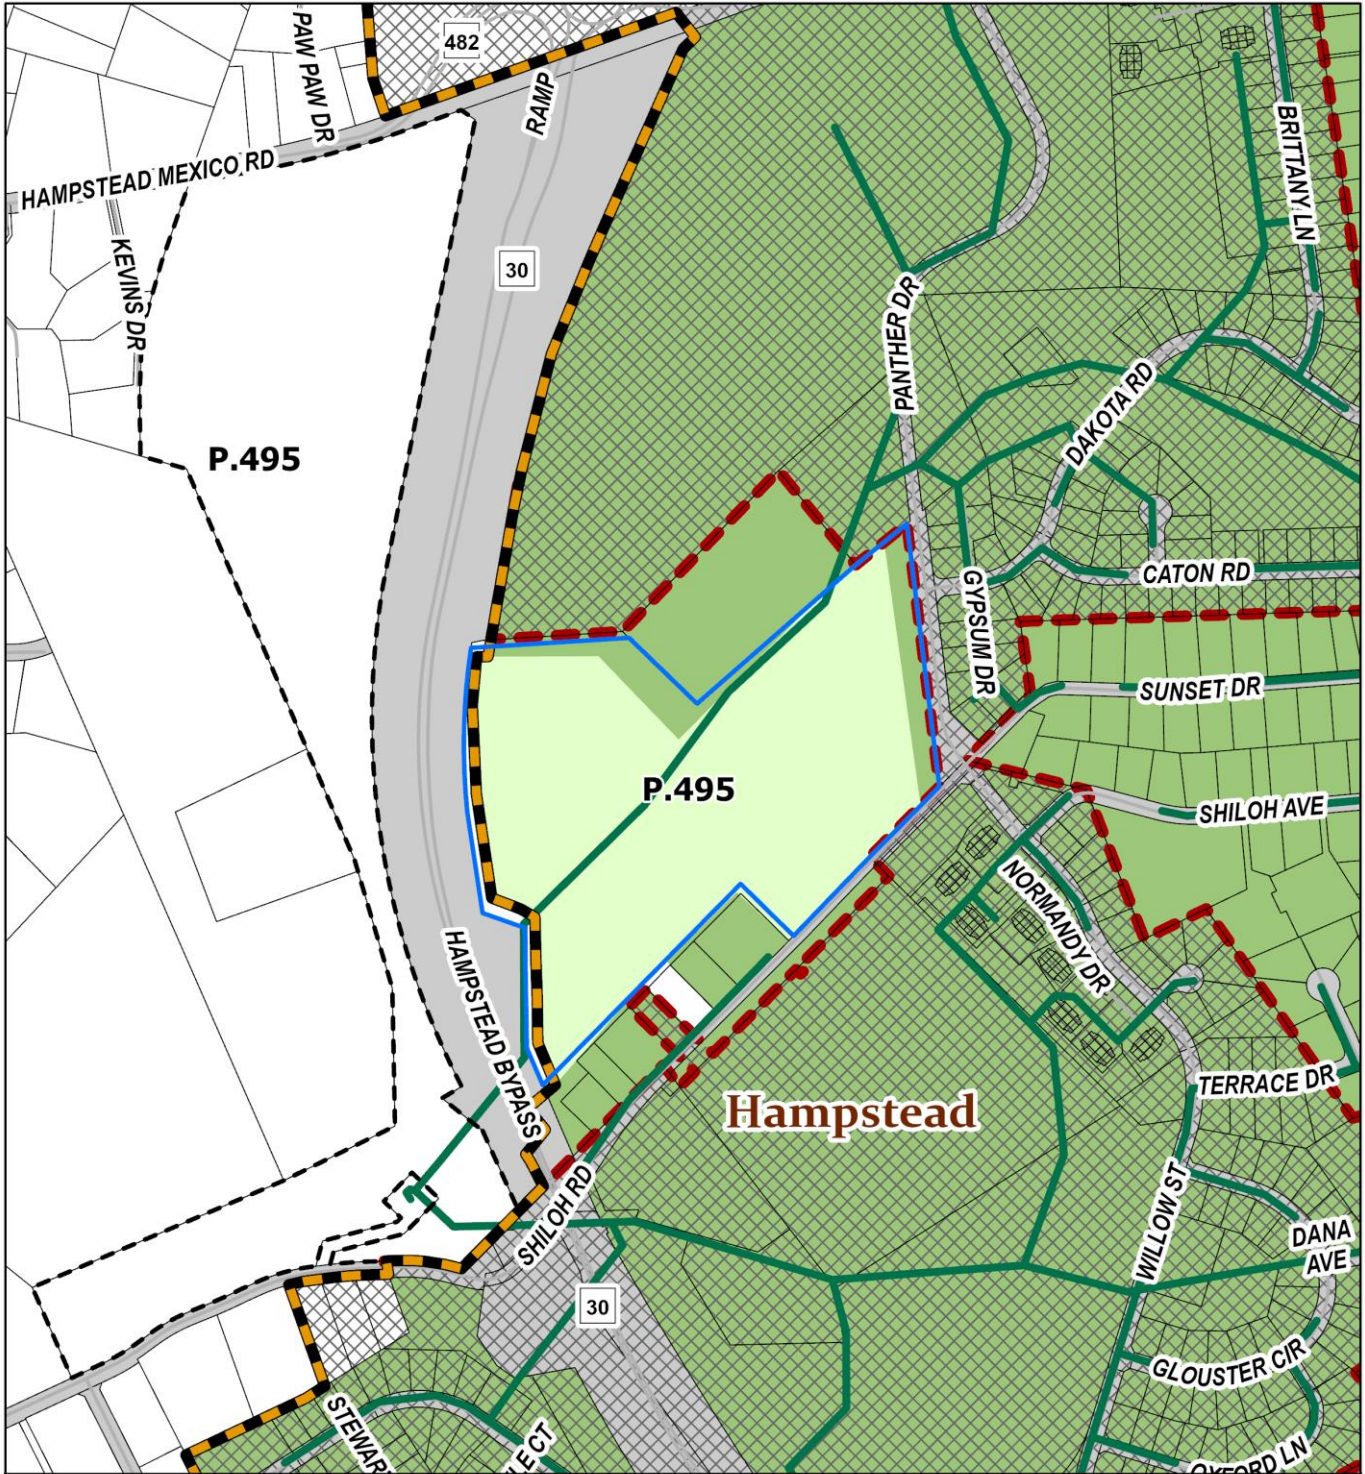 PAW PAW DR
482
RAMP
BRITTANY LN
HAMPSTEAD MEXICO RD
KEVINS DR
30
PANTHER DR
DAKOTA RD
P.495
CATON RD
GYPSUM DR
SUNSET DR
P.495
SHILOH AVE
NORMANDY DR
HAMPSTEAD BYPASS
TERRACE DR
Hampstead
SHILOH RD
WILLOW ST
DANA
AVE
30
GLOUSTER CIR
OXFORD LN